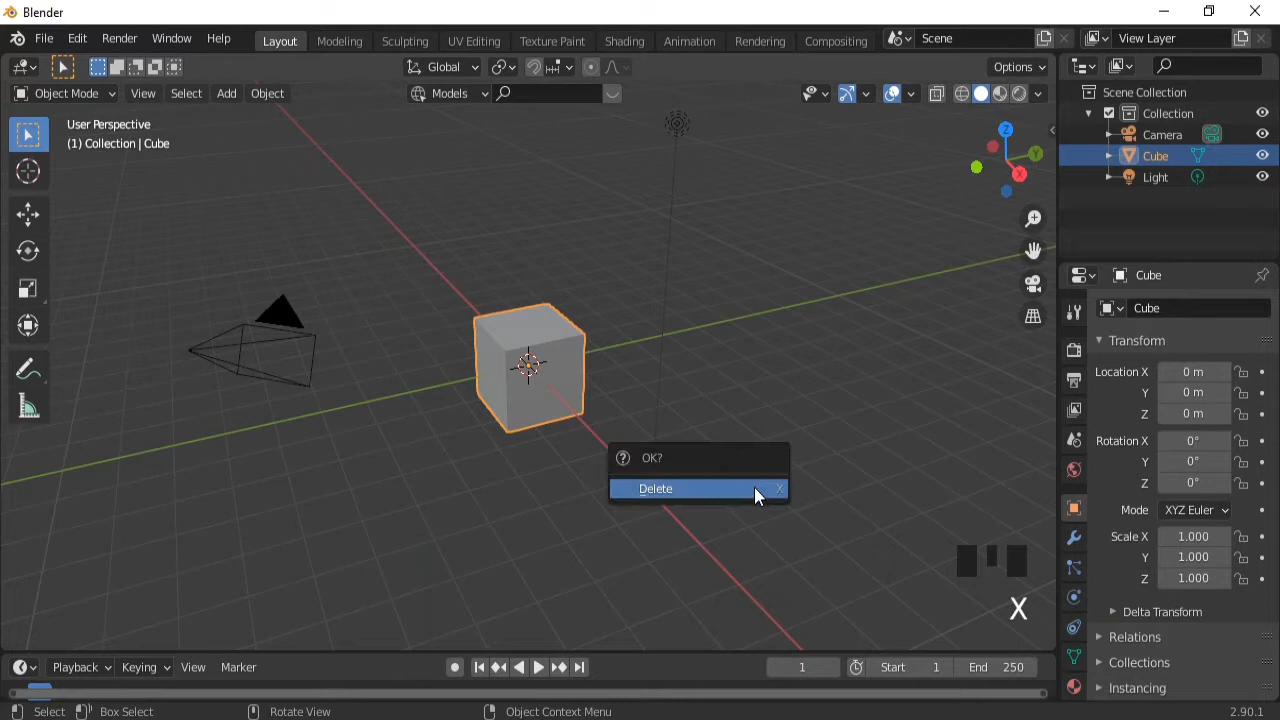 Blender
File Edit Render Window Help
Layout Modeling Sculpting UV Editing Texture Paint Shading Animation Rendering Compositing
Scene
View Layer
Global
Options
Object Mode View Select Add Object
Models
User Perspective
(1) Collection | Cube
Z
Y
X
Scene Collection
Collection
Camera
Cube
Light
OK?
Delete X
X
Cube
Cube
Transform
Location X 0 m
Y 0 m
Z 0 m
Rotation X 0°
Y 0°
Z 0°
Mode XYZ Euler
Scale X 1.000
Y 1.000
Z 1.000
Delta Transform
Relations
Collections
Instancing
Playback Keying View Marker
1
Start 1
End 250
Select Box Select Rotate View Object Context Menu
2.90.1